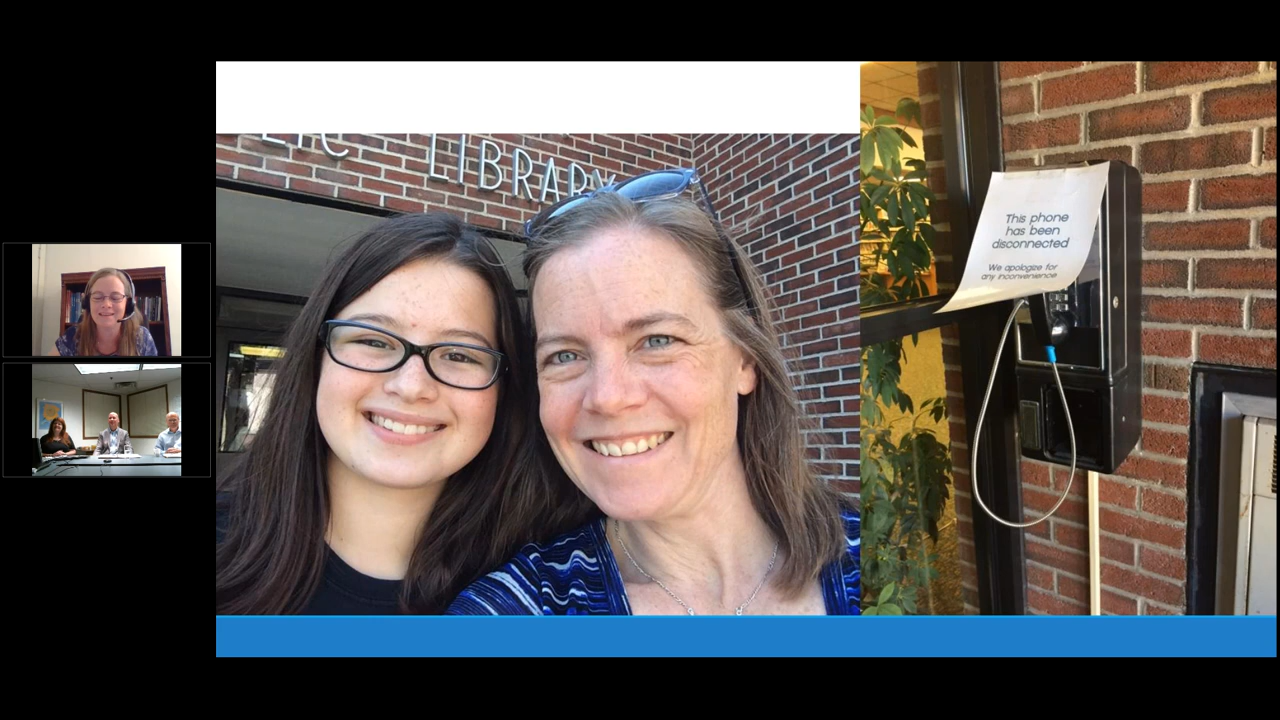 LIBRARY
This phone
has been
disconnected
We apologize for
any inconvenience